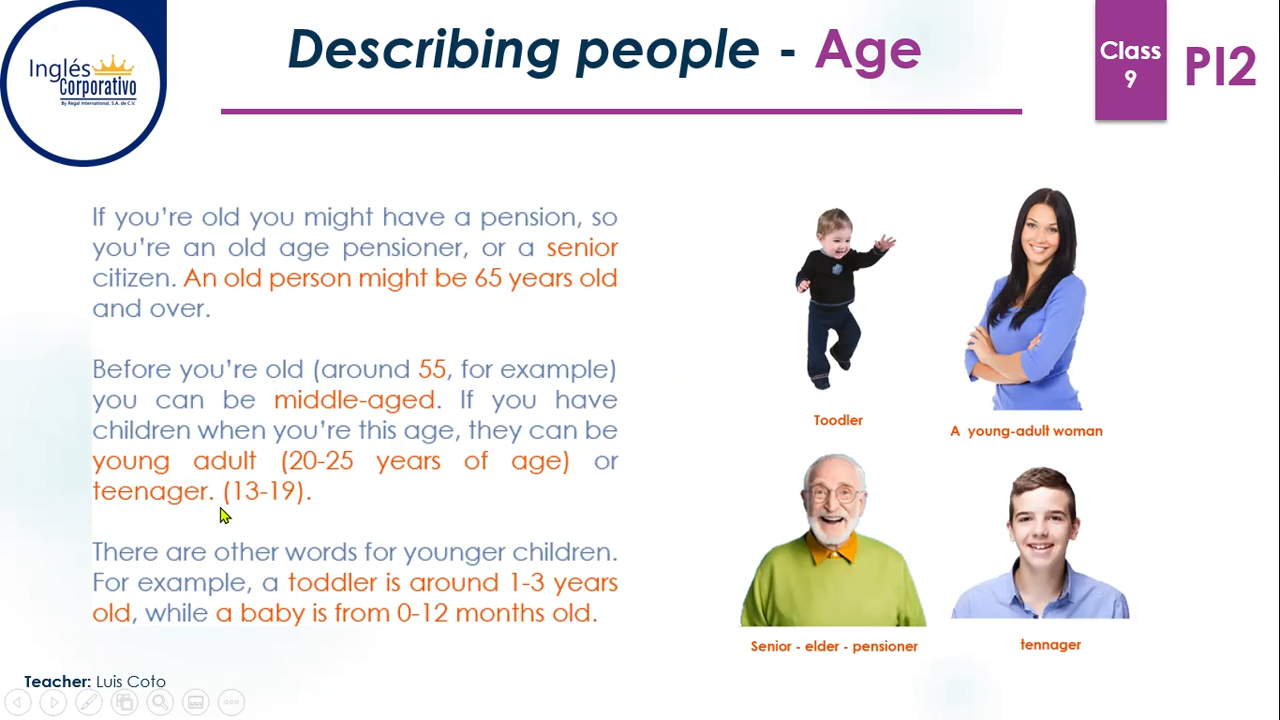 Inglés
Corporativo
By Regal International, S.A. de C.V.
Describing people - Age
Class
9
PI2
If you're old you might have a pension, so
you're an old age pensioner, or a senior
citizen. An old person might be 65 years old
and over.
Before you're old (around 55, for example)
you can be middle-aged. If you have
children when you're this age, they can be
young adult (20-25 years of age) or
teenager. (13-19).
There are other words for younger children.
For example, a toddler is around 1-3 years
old, while a baby is from 0-12 months old.
Toodler
A young-adult woman
Senior - elder - pensioner
tennager
Teacher: Luis Coto